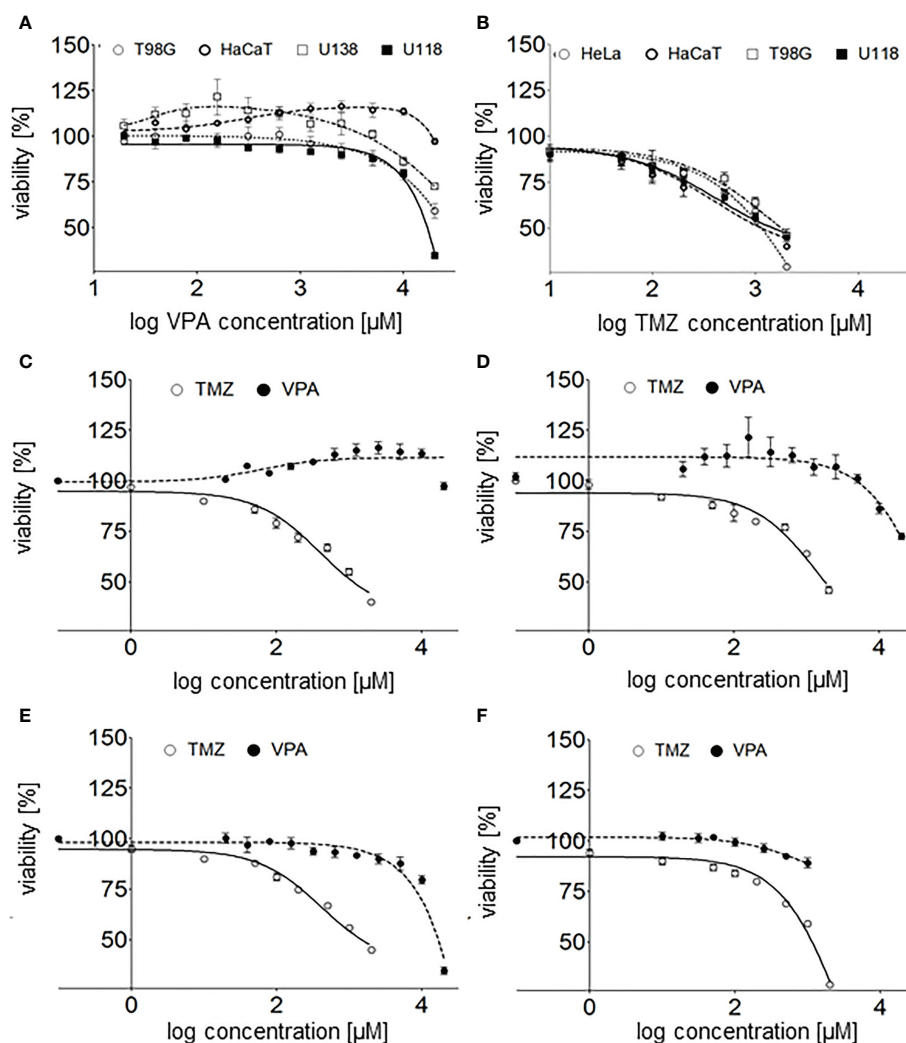 A
B
T98G HaCaT U138 U118
HeLa HaCaT T98G U118
150
125
100
75
50
viability [%]
1 2 3 4
log VPA concentration [µM]
150
125
100
75
50
viability [%]
1 2 3 4
log TMZ concentration [µM]
C
D
TMZ VPA
150
125
100
75
50
viability [%]
0 2 4
log concentration [µM]
TMZ VPA
150
125
100
75
50
viability [%]
0 2 4
log concentration [µM]
E
F
TMZ VPA
150
125
100
75
50
viability [%]
0 2 4
log concentration [µM]
TMZ VPA
150
125
100
75
50
viability [%]
0 2 4
log concentration [µM]